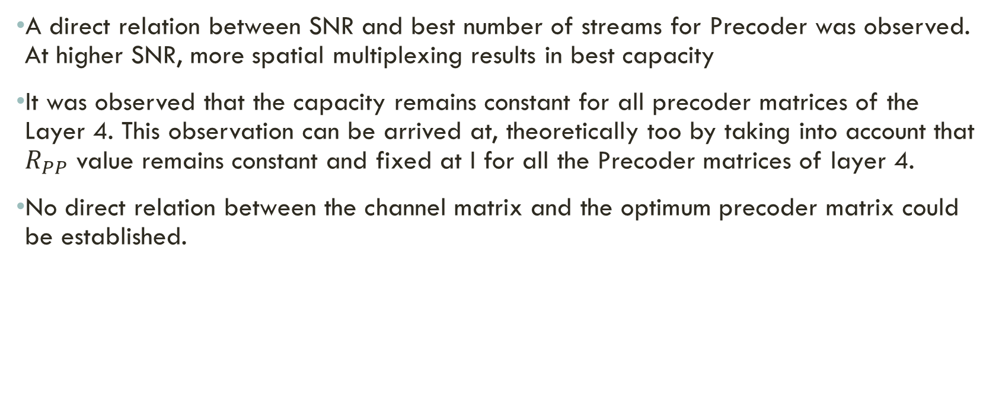 •A direct relation between SNR and best number of streams for Precoder was observed.
At higher SNR, more spatial multiplexing results in best capacity
•It was observed that the capacity remains constant for all precoder matrices of the
Layer 4. This observation can be arrived at, theoretically too by taking into account that
R_PP value remains constant and fixed at I for all the Precoder matrices of layer 4.
•No direct relation between the channel matrix and the optimum precoder matrix could
be established.